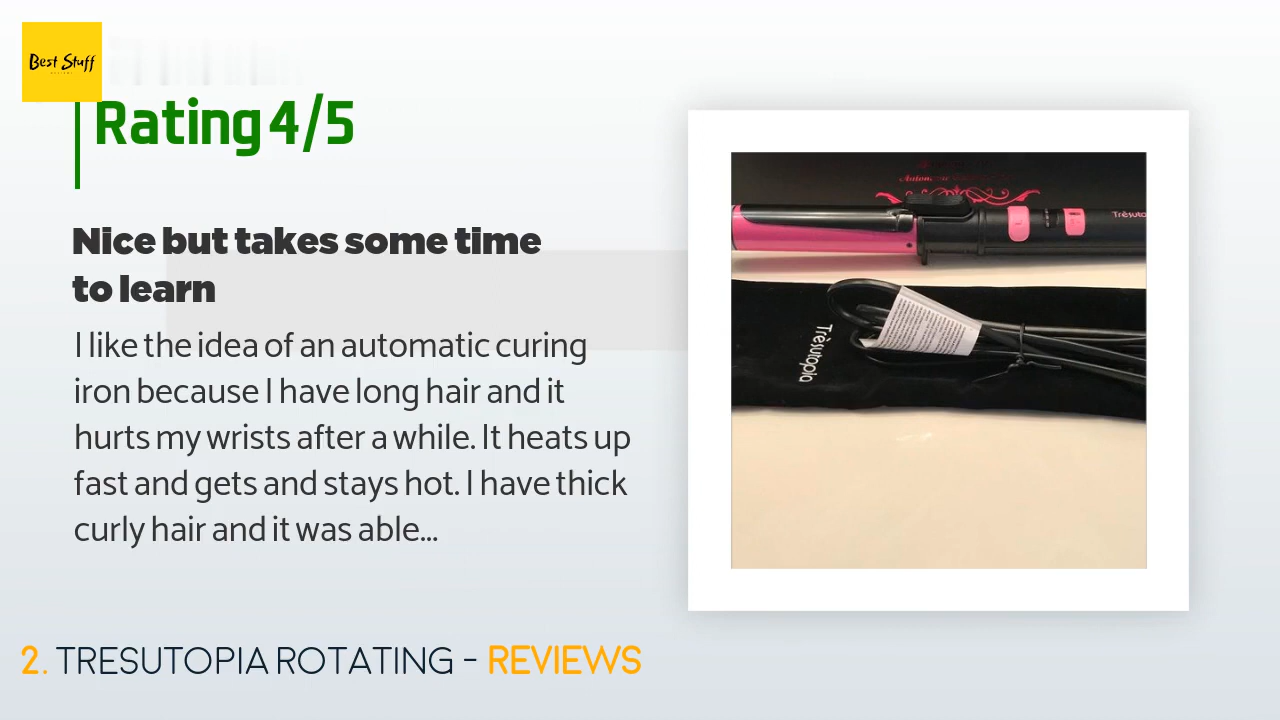 Best Stuff
Rating 4/5
Nice but takes some time
to learn
I like the idea of an automatic curing
iron because I have long hair and it
hurts my wrists after a while. It heats up
fast and gets and stays hot. I have thick
curly hair and it was able...
Trèsutopia
2. TRESUTOPIA ROTATING - REVIEWS